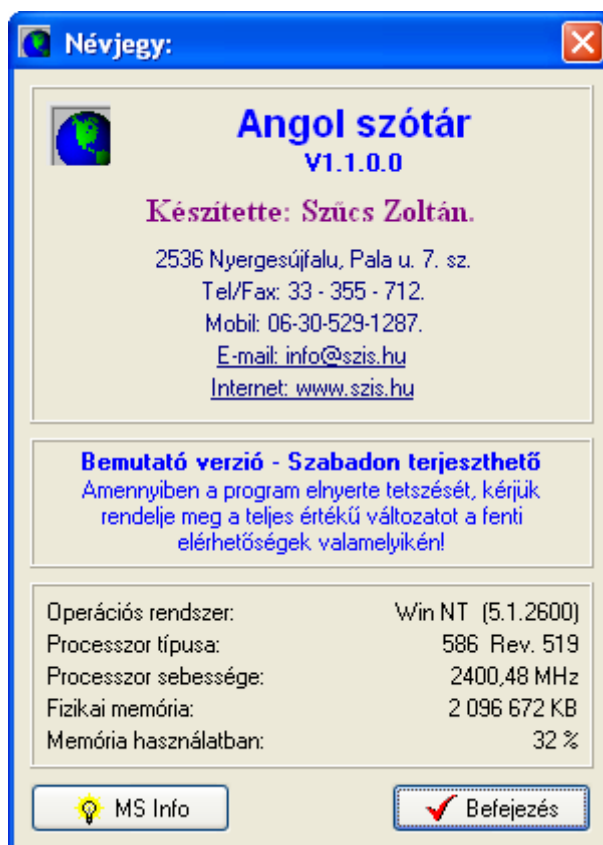 Névjegy:
Angol szótár
V1.1.0.0
Készítette: Szűcs Zoltán.
2536 Nyergesújfalu, Pala u. 7. sz.
Tel/Fax: 33 - 355 - 712.
Mobil: 06-30-529-1287.
E-mail: info@szis.hu
Internet: www.szis.hu
Bemutató verzió - Szabadon terjeszthető
Amennyiben a program elnyerte tetszését, kérjük
rendelje meg a teljes értékű változatot a fenti
elérhetőségek valamelyikén!
Operációs rendszer: Win NT (5.1.2600)
Processzor típusa: 586 Rev. 519
Processzor sebessége: 2400,48 MHz
Fizikai memória: 2 096 672 KB
Memória használatban: 32 %
MS Info Befejezés